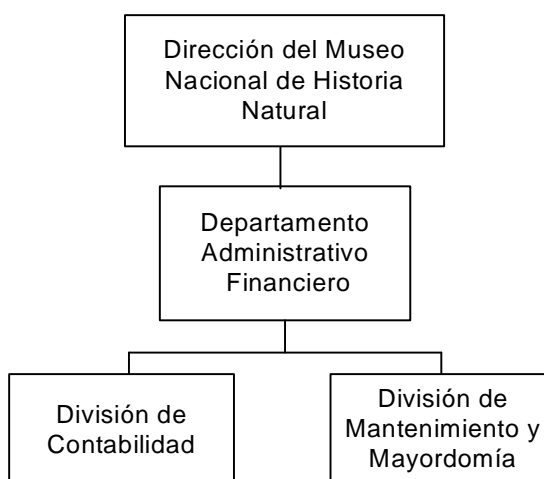 Dirección del Museo
Nacional de Historia
Natural
Departamento
Administrativo
Financiero
División de
Contabilidad
División de
Mantenimiento y
Mayordomía